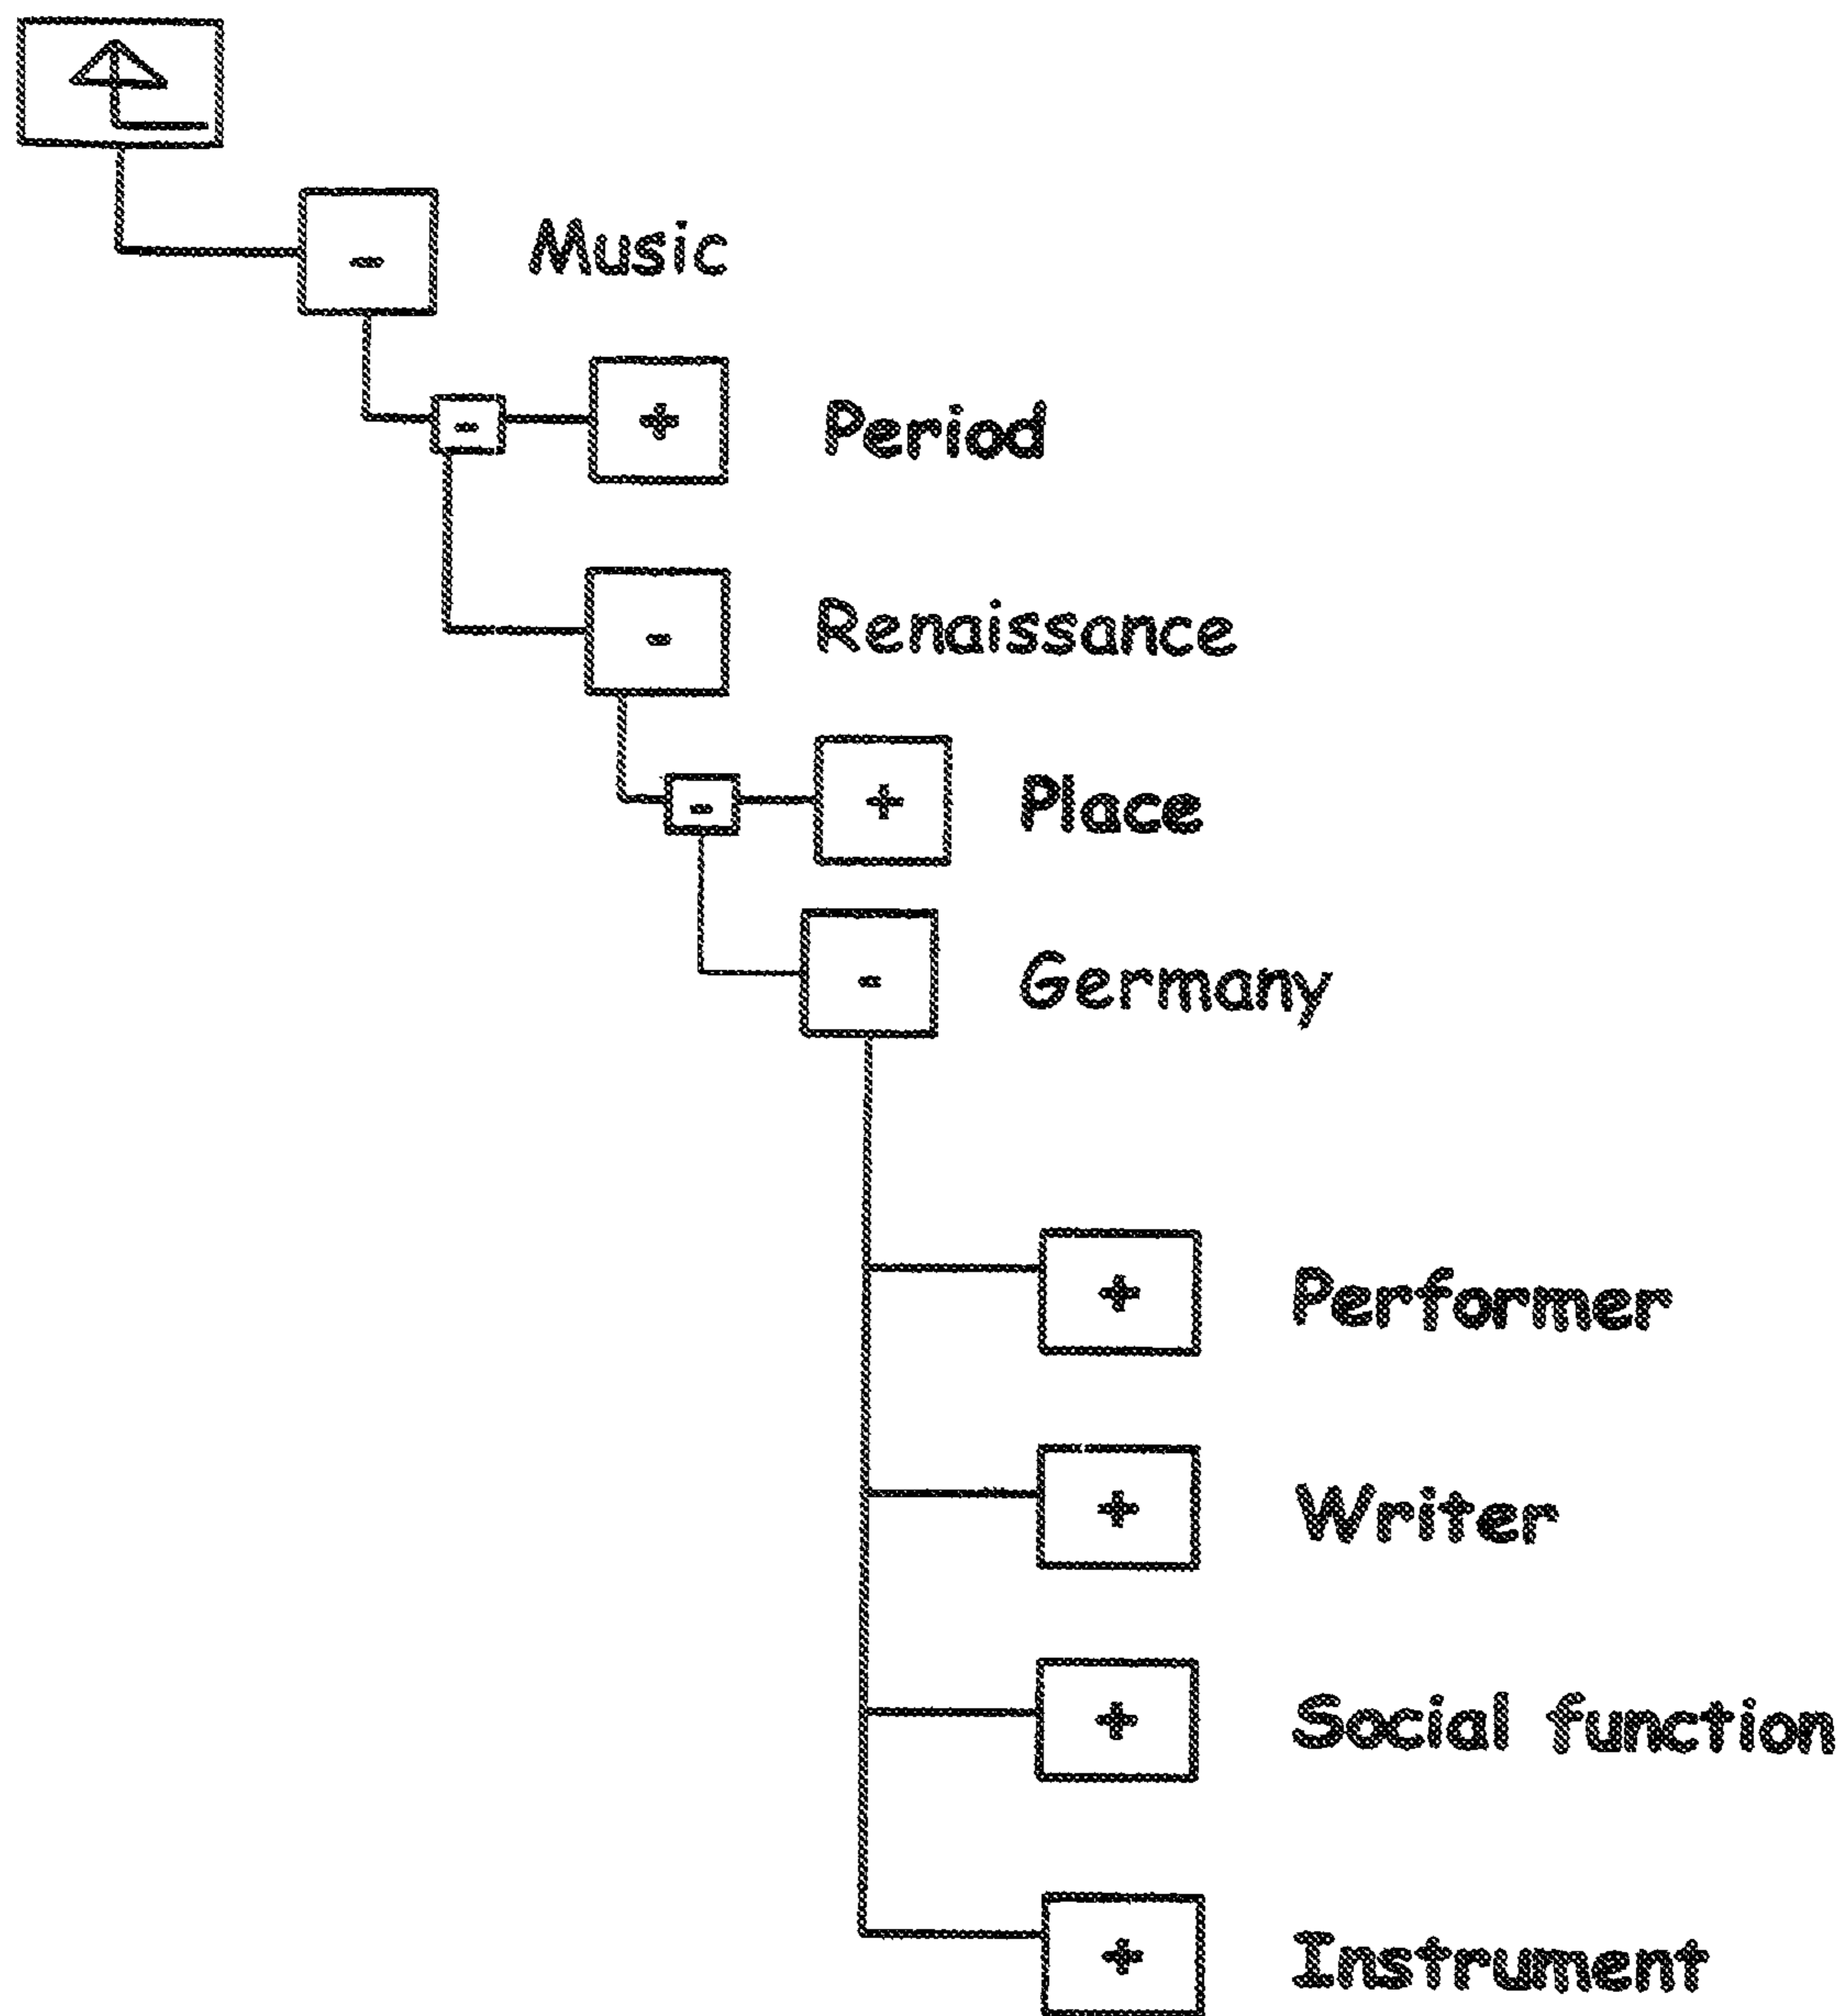 Music
Period
Renaissance
Place
Germany
Performer
Writer
Social function
Instrument